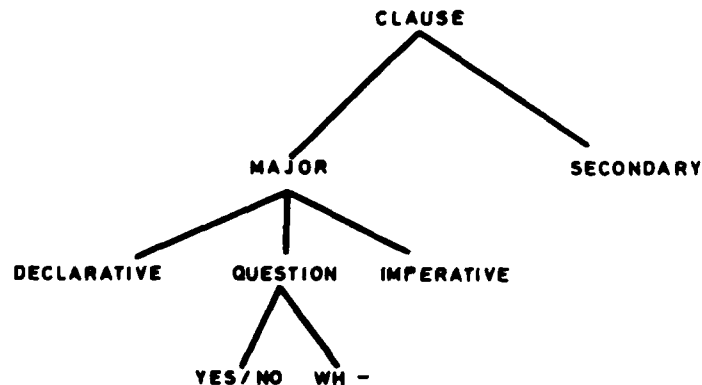 CLAUSE
MAJOR SECONDARY
DECLARATIVE QUESTION IMPERATIVE
YES/NO WH -